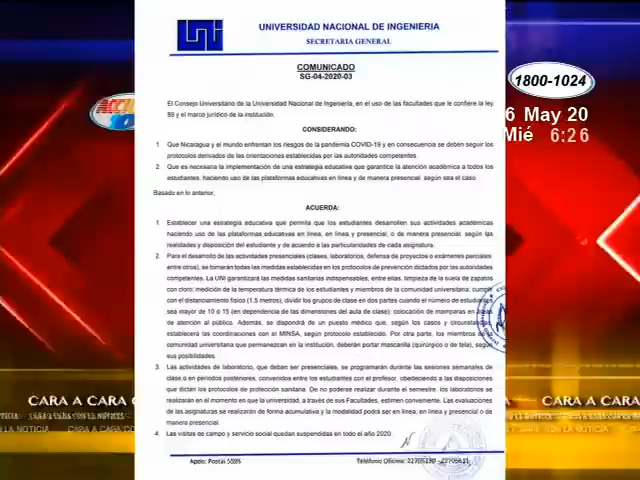 UNIVERSIDAD NACIONAL DE INGENIERIA
SECRETARIA GENERAL
uni
COMUNICADO
SG-04-2020-03
1800-1024
6 May 20
Mié 6:26
El Consejo Universitario de la Universidad Nacional de Ingeniería, en el uso de las facultades que le confiere la ley
89 y el marco jurídico de la institución.
CONSIDERANDO:
1. Que Nicaragua y el mundo enfrentan los riesgos de la pandemia COVID-19 y en consecuencia se deben seguir los
protocolos derivados de las orientaciones establecidas por las autoridades competentes.
2. Que es necesaria la implementación de una estrategia educativa que garantice la atención académica a todos los
estudiantes, haciendo uso de las plataformas educativas en línea y de manera presencial, según sea el caso
Basado en lo anterior,
ACUERDA:
1. Establecer una estrategia educativa que permita que los estudiantes desarrollen sus actividades académicas
haciendo uso de las plataformas educativas en línea, en línea y presencial, o de manera presencial, según las
realidades y disposición del estudiante y de acuerdo a las particularidades de cada asignatura.
2. Para el desarrollo de las actividades presenciales (clases, laboratorios, defensa de proyectos o exámenes parciales,
entre otros), se tomarán todas las medidas establecidas en los protocolos de prevención dictados por las autoridades
competentes. La UNI garantizará las medidas sanitarias indispensables, entre ellas, limpieza de la suela de zapatos
con cloro; medición de la temperatura térmica de los estudiantes y miembros de la comunidad universitaria; cumplir
con el distanciamiento físico (1.5 metros); dividir los grupos de clase en dos partes cuando el número de estudiantes
sea mayor de 10 ó 15 (en dependencia de las dimensiones del aula de clase); colocación de mamparas en áreas
de atención al público. Además, se dispondrá de un puesto médico que, según los casos y circunstancias
establecerá las coordinaciones con el MINSA, según protocolo establecido. Por otra parte, los miembros de la
comunidad universitaria que permanezcan en la institución, deberán portar mascarilla (quirúrgico o de tela), según
sus posibilidades.
3. Las actividades de laboratorio, que deban ser presenciales, se programarán durante las sesiones semanales de
clase o en periodos posteriores, convenidos entre los estudiantes con el profesor, obedeciendo a las disposiciones
que dicten los protocolos de protección sanitaria. De no poderse realizar durante el semestre, los laboratorios se
realizarán en el momento en que la universidad, a través de sus Facultades, estimen conveniente. Las evaluaciones
de las asignaturas se realizarán de forma acumulativa y la modalidad podrá ser en línea; en línea y presencial o de
manera presencial.
4. Las visitas de campo y servicio social quedan suspendidas en todo el año 2020.
Apdo. Postal 5595
CARA A CARA
CARA A CARA
LA NOTICIA
CARA A CARA CON